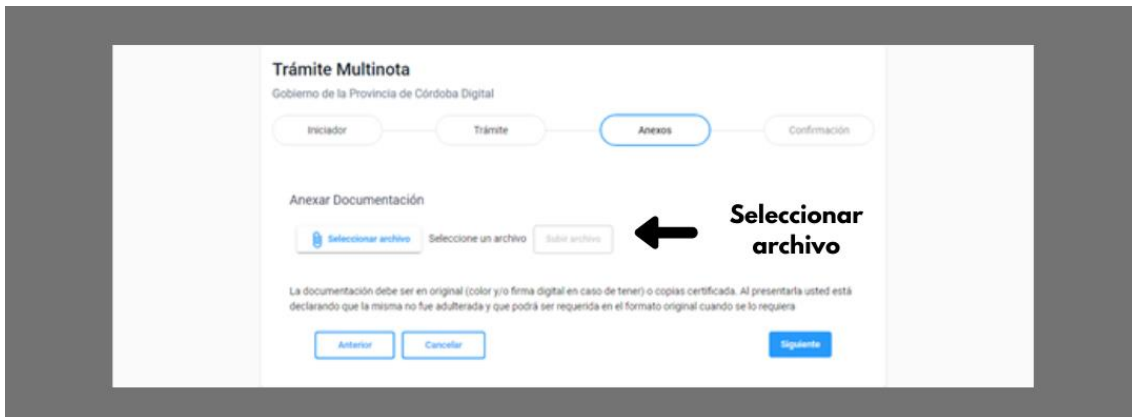 Trámite Multinota
Gobierno de la Provincia de Córdoba Digital
Iniciador Trámite Anexos Confirmación
Anexar Documentación
Seleccionar archivo Seleccione un archivo Subir archivo
Seleccionar
archivo
La documentación debe ser en original (color y/o firma digital en caso de tener) o copias certificada. Al presentarla usted está
declarando que la misma no fue adulterada y que podrá ser requerida en el formato original cuando se lo requiera
Anterior Cancelar Siguiente